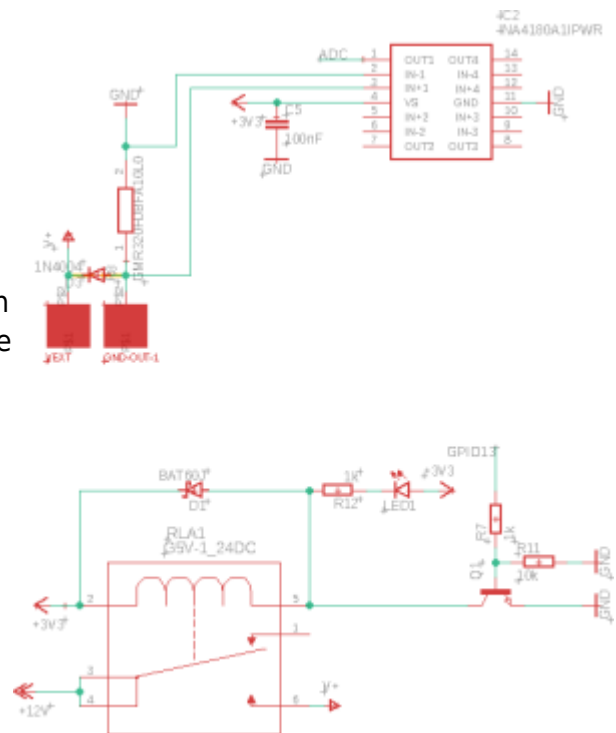 IC2
INA4180A1IPWR
ADC
1 OUT1 OUT4 14
2 IN-1 IN-4 13
3 IN+1 IN+4 12
4 VS GND 11
5 IN+2 IN+3 10
6 IN-2 IN-3 9
7 OUT2 OUT3 8
GND
GND
+3V3
C5
100nF
GND
2
1
V+
1N4004
D3
n
e
VEXT
GND-OUT-1
GPIO13
BAT60J
D1
1k
R12
LED1
+3V3
R7
1k
R11
10k
GND
Q1
GND
RLA1
G5V-1_24DC
2
5
+3V3
1
3
4
6
+12V
V+